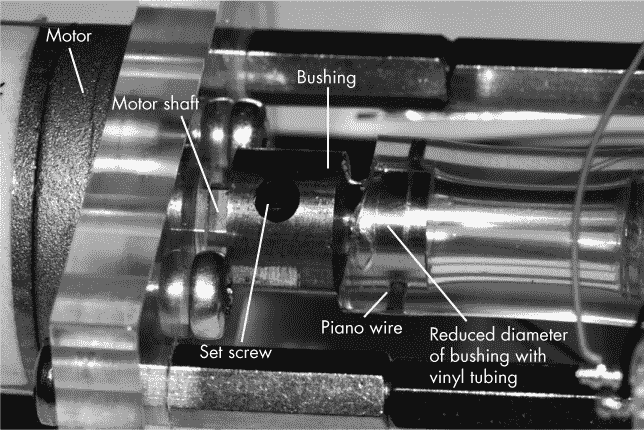 Motor
Bushing
Motor shaft
Piano wire
Set screw
Reduced diameter
of bushing with
vinyl tubing